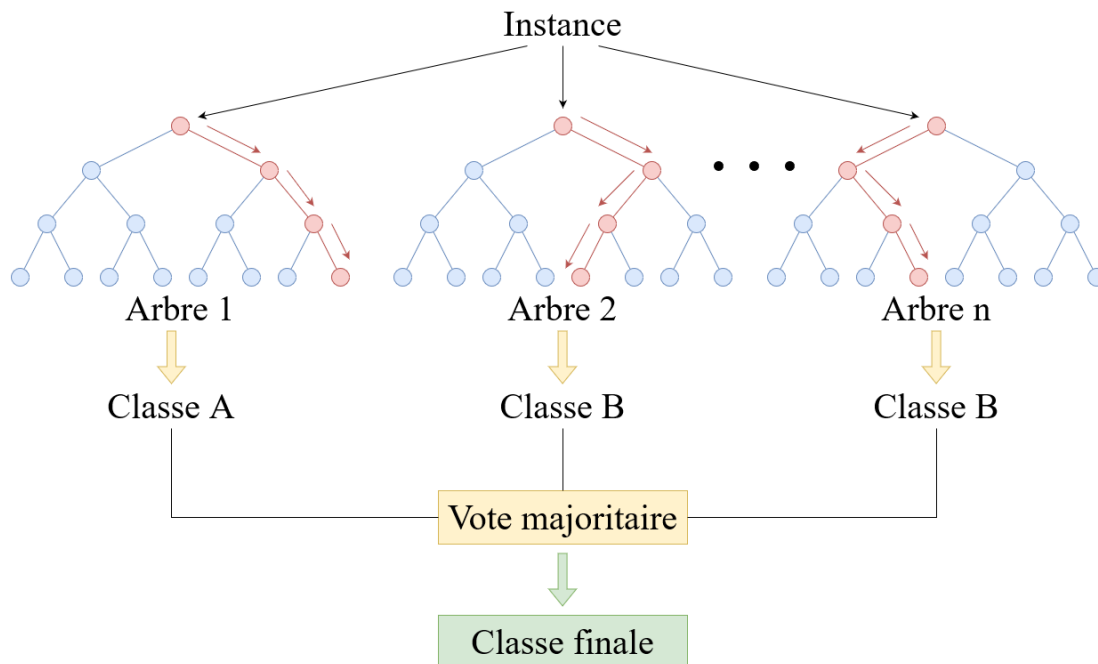 Instance
Arbre 1
Arbre 2
Arbre n
Classe A
Classe B
Classe B
Vote majoritaire
Classe finale